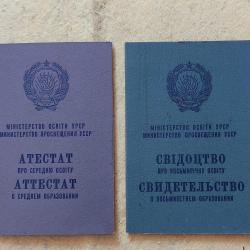 МІНІСТЕРСТВО ОСВІТИ УРСР
МИНИСТЕРСТВО ПРОСВЕЩЕНИЯ УССР
АТЕСТАТ
ПРО СЕРЕДНЮ ОСВІТУ
АТТЕСТАТ
О СРЕДНЕМ ОБРАЗОВАНИИ
МІНІСТЕРСТВО ОСВІТИ УРСР
МИНИСТЕРСТВО ПРОСВЕЩЕНИЯ УССР
СВІДОЦТВО
ПРО ВОСЬМИРІЧНУ ОСВІТУ
СВИДЕТЕЛЬСТВО
О ВОСЬМИЛЕТНЕМ ОБРАЗОВАНИИ